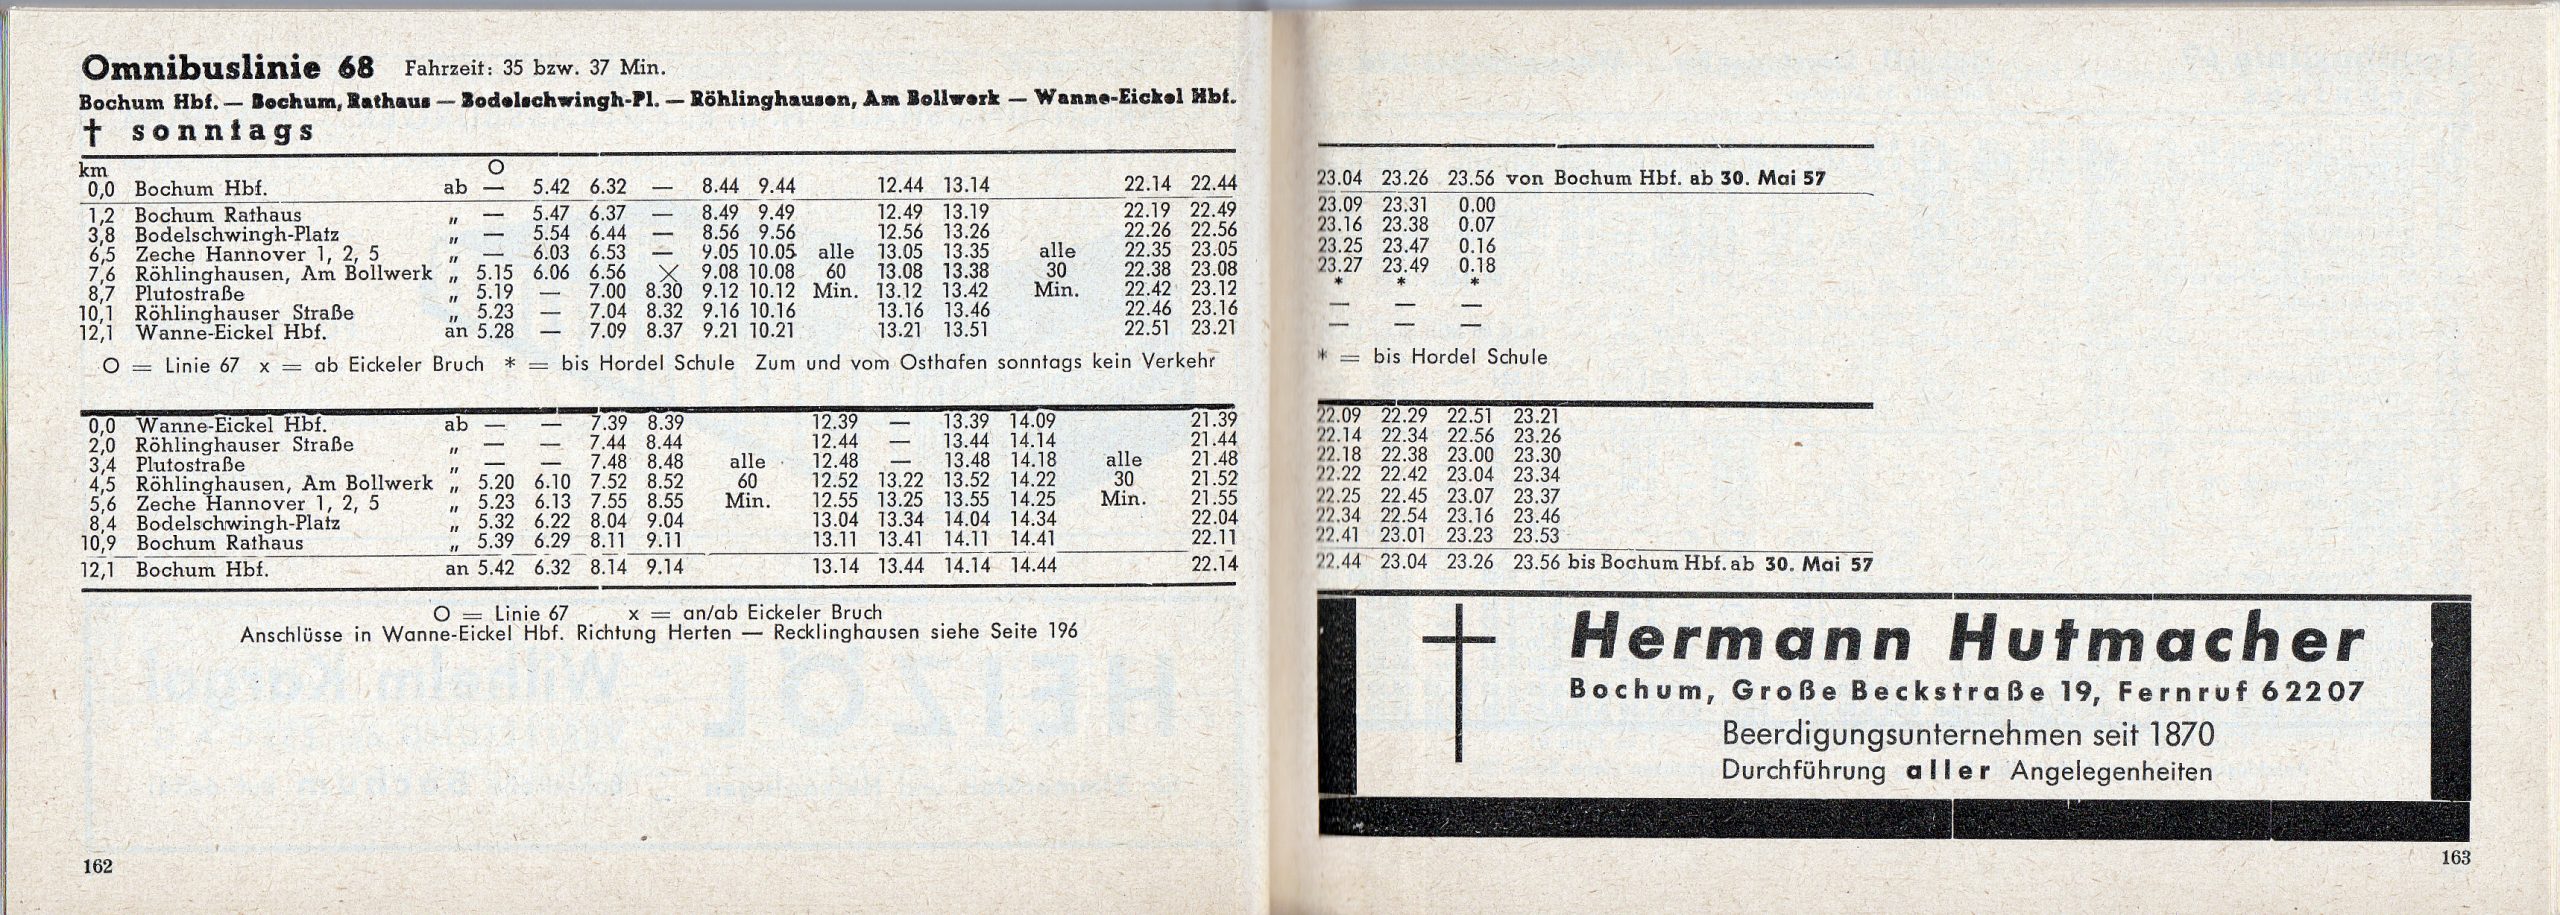 Omnibuslinie 68 Fahrzeit: 35 bzw. 37 Min.
Bochum Hbf. — Bochum, Rathaus — Bodelschwingh-Pl. — Röhlinghausen, Am Bollwerk — Wanne-Eickel Hbf.
† sonntags
km O
0,0 Bochum Hbf. ab — 5.42 6.32 — 8.44 9.44 12.44 13.14 22.14 22.44
1,2 Bochum Rathaus „ — 5.47 6.37 — 8.49 9.49 12.49 13.19 22.19 22.49
3,8 Bodelschwingh-Platz „ — 5.54 6.44 — 8.56 9.56 12.56 13.26 22.26 22.56
6,5 Zeche Hannover 1, 2, 5 „ — 6.03 6.53 — 9.05 10.05 alle 13.05 13.35 alle 22.35 23.05
7,6 Röhlinghausen, Am Bollwerk „ 5.15 6.06 6.56 X 9.08 10.08 60 13.08 13.38 30 22.38 23.08
8,7 Plutostraße „ 5.19 — 7.00 8.30 9.12 10.12 Min. 13.12 13.42 Min. 22.42 23.12
10,1 Röhlinghauser Straße „ 5.23 — 7.04 8.32 9.16 10.16 13.16 13.46 22.46 23.16
12,1 Wanne-Eickel Hbf. an 5.28 — 7.09 8.37 9.21 10.21 13.21 13.51 22.51 23.21
O = Linie 67 x = ab Eickeler Bruch * = bis Hordel Schule Zum und vom Osthafen sonntags kein Verkehr
0,0 Wanne-Eickel Hbf. ab — — 7.39 8.39 12.39 — 13.39 14.09 21.39
2,0 Röhlinghauser Straße „ — — 7.44 8.44 12.44 — 13.44 14.14 21.44
3,4 Plutostraße „ — — 7.48 8.48 alle 12.48 — 13.48 14.18 alle 21.48
4,5 Röhlinghausen, Am Bollwerk „ 5.20 6.10 7.52 8.52 60 12.52 13.22 13.52 14.22 30 21.52
5,6 Zeche Hannover 1, 2, 5 „ 5.23 6.13 7.55 8.55 Min. 12.55 13.25 13.55 14.25 Min. 21.55
8,4 Bodelschwingh-Platz „ 5.32 6.22 8.04 9.04 13.04 13.34 14.04 14.34 22.04
10,9 Bochum Rathaus „ 5.39 6.29 8.11 9.11 13.11 13.41 14.11 14.41 22.11
12,1 Bochum Hbf. an 5.42 6.32 8.14 9.14 13.14 13.44 14.14 14.44 22.14
O = Linie 67 x = an/ab Eickeler Bruch
Anschlüsse in Wanne-Eickel Hbf. Richtung Herten — Recklinghausen siehe Seite 196
162
23.04 23.26 23.56 von Bochum Hbf. ab 30. Mai 57
23.09 23.31 0.00
23.16 23.38 0.07
23.25 23.47 0.16
23.27 23.49 0.18
* * *
— — —
— — —
* = bis Hordel Schule
22.09 22.29 22.51 23.21
22.14 22.34 22.56 23.26
22.18 22.38 23.00 23.30
22.22 22.42 23.04 23.34
22.25 22.45 23.07 23.37
22.34 22.54 23.16 23.46
22.41 23.01 23.23 23.53
22.44 23.04 23.26 23.56 bis Bochum Hbf. ab 30. Mai 57
Hermann Hutmacher
Bochum, Große Beckstraße 19, Fernruf 62207
Beerdigungsunternehmen seit 1870
Durchführung aller Angelegenheiten
163